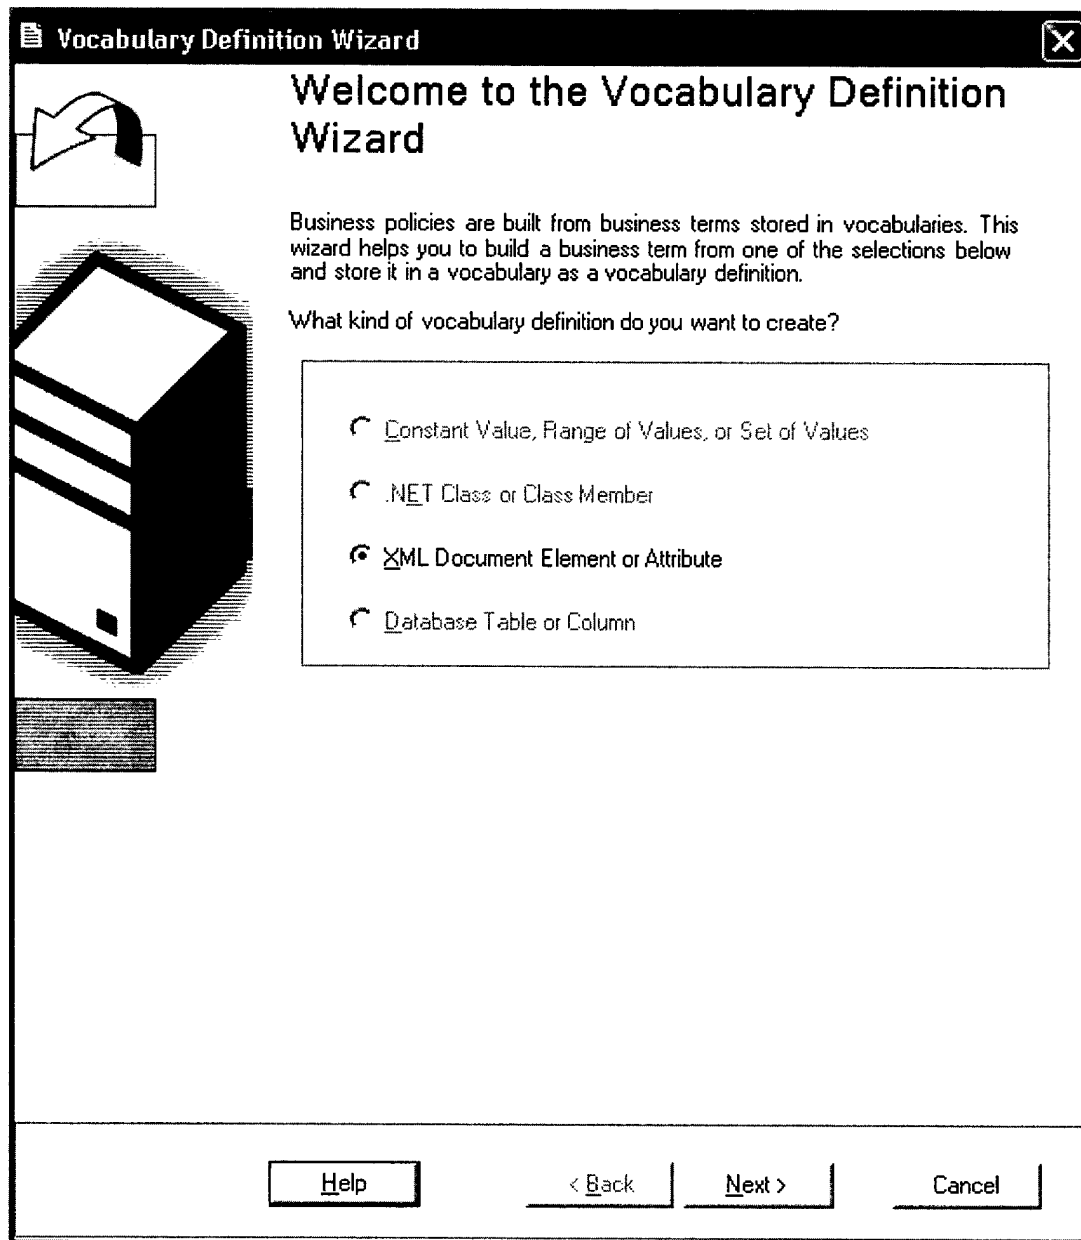 Vocabulary Definition Wizard
Welcome to the Vocabulary Definition
Wizard
Business policies are built from business terms stored in vocabularies. This
wizard helps you to build a business term from one of the selections below
and store it in a vocabulary as a vocabulary definition.
What kind of vocabulary definition do you want to create?
Constant Value, Range of Values, or Set of Values
.NET Class or Class Member
XML Document Element or Attribute
Database Table or Column
Help < Back Next > Cancel